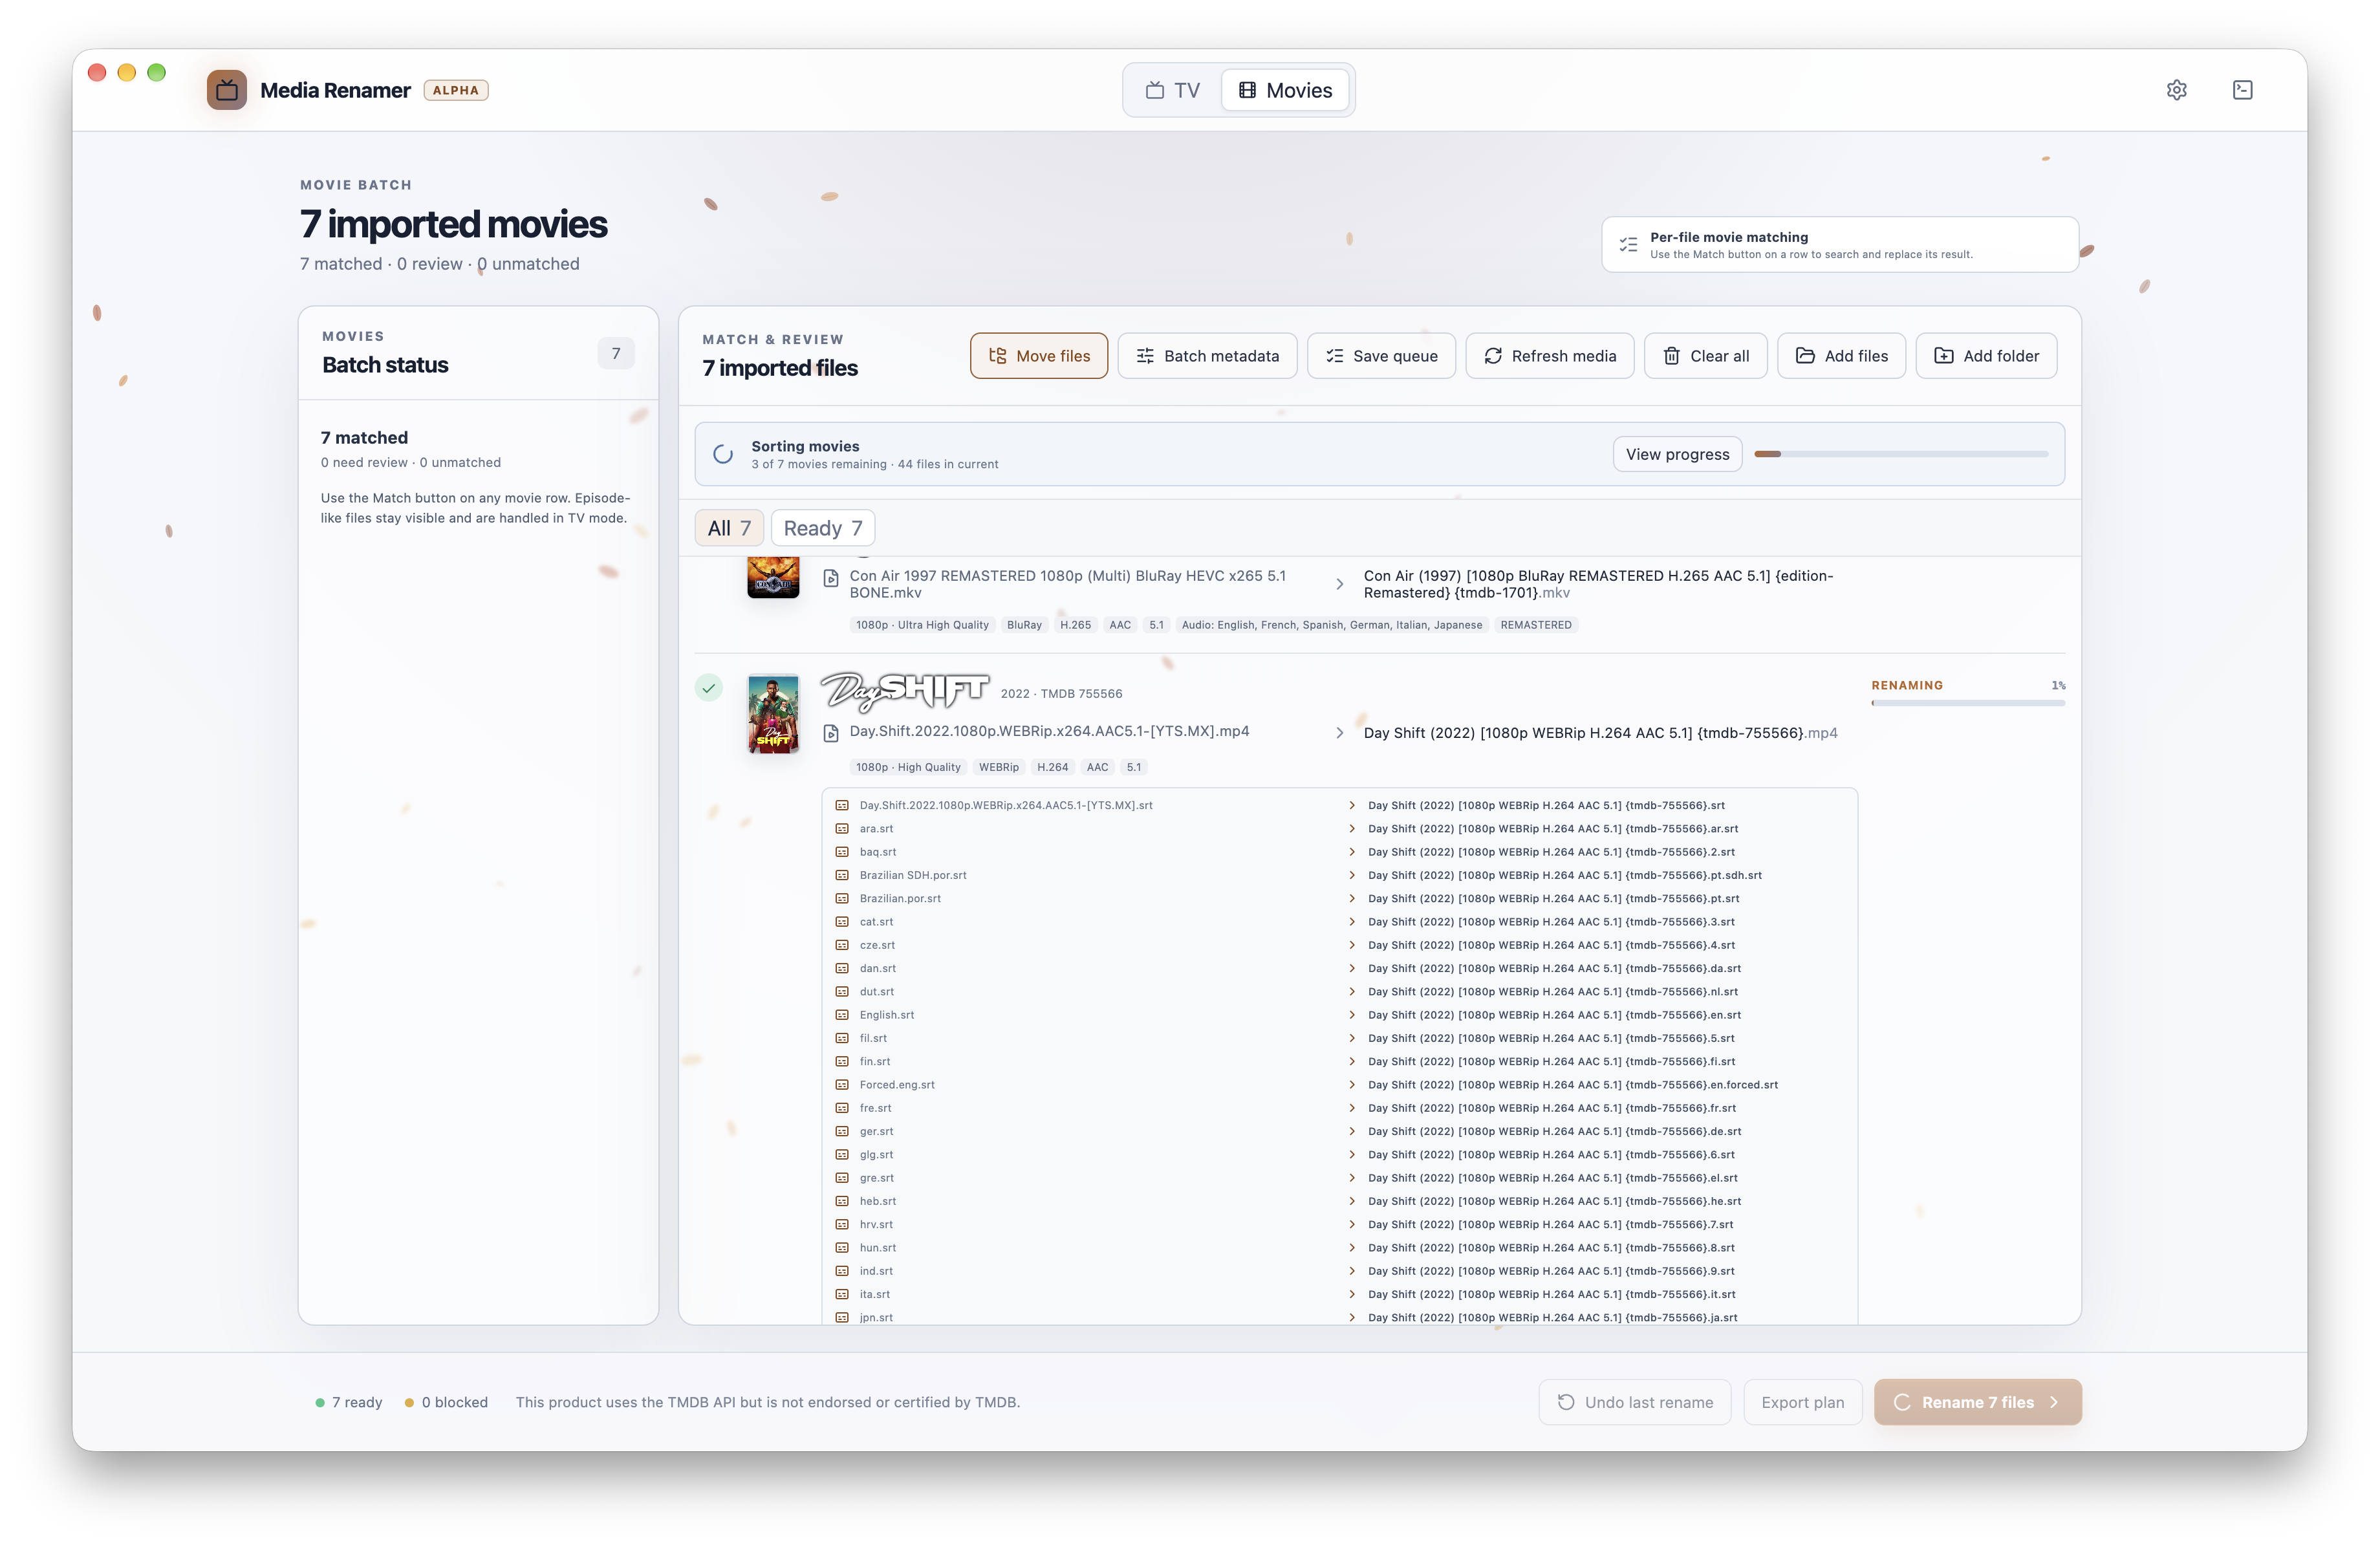 Media Renamer ALPHA
TV Movies
MOVIE BATCH
7 imported movies
7 matched · 0 review · 0 unmatched
Per-file movie matching
Use the Match button on a row to search and replace its result.
MOVIES
Batch status
7
7 matched
0 need review · 0 unmatched
Use the Match button on any movie row. Episode-
like files stay visible and are handled in TV mode.
MATCH & REVIEW
7 imported files
Move files Batch metadata Save queue Refresh media Clear all Add files Add folder
Sorting movies
3 of 7 movies remaining · 44 files in current
View progress
All 7 Ready 7
CON AIR
Con Air 1997 REMASTERED 1080p (Multi) BluRay HEVC x265 5.1
BONE.mkv
Con Air (1997) [1080p BluRay REMASTERED H.265 AAC 5.1] {edition-
Remastered} {tmdb-1701}.mkv
1080p · Ultra High Quality BluRay H.265 AAC 5.1 Audio: English, French, Spanish, German, Italian, Japanese REMASTERED
Day SHIFT
Day SHIFT 2022 · TMDB 755566
RENAMING 1%
Day.Shift.2022.1080p.WEBRip.x264.AAC5.1-[YTS.MX].mp4 Day Shift (2022) [1080p WEBRip H.264 AAC 5.1] {tmdb-755566}.mp4
1080p · High Quality WEBRip H.264 AAC 5.1
Day.Shift.2022.1080p.WEBRip.x264.AAC5.1-[YTS.MX].srt Day Shift (2022) [1080p WEBRip H.264 AAC 5.1] {tmdb-755566}.srt
ara.srt Day Shift (2022) [1080p WEBRip H.264 AAC 5.1] {tmdb-755566}.ar.srt
baq.srt Day Shift (2022) [1080p WEBRip H.264 AAC 5.1] {tmdb-755566}.2.srt
Brazilian SDH.por.srt Day Shift (2022) [1080p WEBRip H.264 AAC 5.1] {tmdb-755566}.pt.sdh.srt
Brazilian.por.srt Day Shift (2022) [1080p WEBRip H.264 AAC 5.1] {tmdb-755566}.pt.srt
cat.srt Day Shift (2022) [1080p WEBRip H.264 AAC 5.1] {tmdb-755566}.3.srt
cze.srt Day Shift (2022) [1080p WEBRip H.264 AAC 5.1] {tmdb-755566}.4.srt
dan.srt Day Shift (2022) [1080p WEBRip H.264 AAC 5.1] {tmdb-755566}.da.srt
dut.srt Day Shift (2022) [1080p WEBRip H.264 AAC 5.1] {tmdb-755566}.nl.srt
English.srt Day Shift (2022) [1080p WEBRip H.264 AAC 5.1] {tmdb-755566}.en.srt
fil.srt Day Shift (2022) [1080p WEBRip H.264 AAC 5.1] {tmdb-755566}.5.srt
fin.srt Day Shift (2022) [1080p WEBRip H.264 AAC 5.1] {tmdb-755566}.fi.srt
Forced.eng.srt Day Shift (2022) [1080p WEBRip H.264 AAC 5.1] {tmdb-755566}.en.forced.srt
fre.srt Day Shift (2022) [1080p WEBRip H.264 AAC 5.1] {tmdb-755566}.fr.srt
ger.srt Day Shift (2022) [1080p WEBRip H.264 AAC 5.1] {tmdb-755566}.de.srt
glg.srt Day Shift (2022) [1080p WEBRip H.264 AAC 5.1] {tmdb-755566}.6.srt
gre.srt Day Shift (2022) [1080p WEBRip H.264 AAC 5.1] {tmdb-755566}.el.srt
heb.srt Day Shift (2022) [1080p WEBRip H.264 AAC 5.1] {tmdb-755566}.he.srt
hrv.srt Day Shift (2022) [1080p WEBRip H.264 AAC 5.1] {tmdb-755566}.7.srt
hun.srt Day Shift (2022) [1080p WEBRip H.264 AAC 5.1] {tmdb-755566}.8.srt
ind.srt Day Shift (2022) [1080p WEBRip H.264 AAC 5.1] {tmdb-755566}.9.srt
ita.srt Day Shift (2022) [1080p WEBRip H.264 AAC 5.1] {tmdb-755566}.it.srt
jpn.srt Day Shift (2022) [1080p WEBRip H.264 AAC 5.1] {tmdb-755566}.ja.srt
7 ready 0 blocked This product uses the TMDB API but is not endorsed or certified by TMDB.
Undo last rename Export plan Rename 7 files